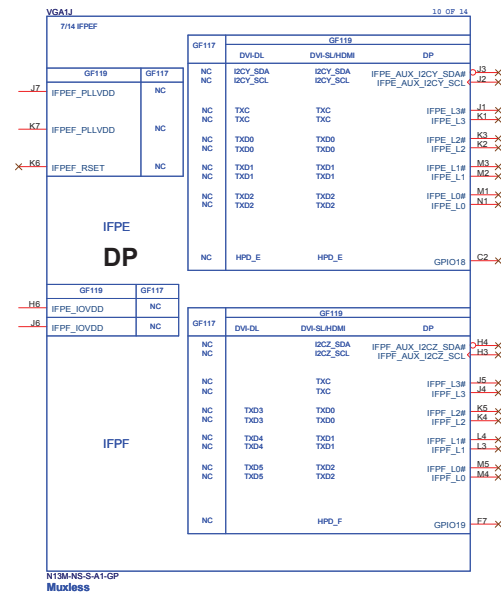 VGA1J 10 OF 14
7/14 IFPEF
GF117 GF119
DVI-DL DVI-SL/HDMI DP
GF119 GF117
NC I2CY_SDA I2CY_SDA IFPE_AUX_I2CY_SDA# J3
NC I2CY_SCL I2CY_SCL IFPE_AUX_I2CY_SCL J2
J7 IFPEF_PLLVDD NC
NC TXC TXC IFPE_L3# J1
NC TXC TXC IFPE_L3 K1
K7 IFPEF_PLLVDD NC
NC TXD0 TXD0 IFPE_L2# K3
NC TXD0 TXD0 IFPE_L2 K2
K6 IFPEF_RSET NC
NC TXD1 TXD1 IFPE_L1# M3
NC TXD1 TXD1 IFPE_L1 M2
NC TXD2 TXD2 IFPE_L0# M1
NC TXD2 TXD2 IFPE_L0 N1
IFPE
DP
NC HPD_E HPD_E GPIO18 C2
GF119 GF117
H6 IFPE_IOVDD NC
J6 IFPF_IOVDD NC
GF117 GF119
DVI-DL DVI-SL/HDMI DP
NC I2CZ_SDA IFPF_AUX_I2CZ_SDA# H4
NC I2CZ_SCL IFPF_AUX_I2CZ_SCL H3
NC TXC IFPF_L3# J5
NC TXC IFPF_L3 J4
NC TXD3 TXD0 IFPF_L2# K5
NC TXD3 TXD0 IFPF_L2 K4
IFPF
NC TXD4 TXD1 IFPF_L1# L4
NC TXD4 TXD1 IFPF_L1 L3
NC TXD5 TXD2 IFPF_L0# M5
NC TXD5 TXD2 IFPF_L0 M4
NC HPD_F GPIO19 F7
N13M-NS-S-A1-GP
Muxless